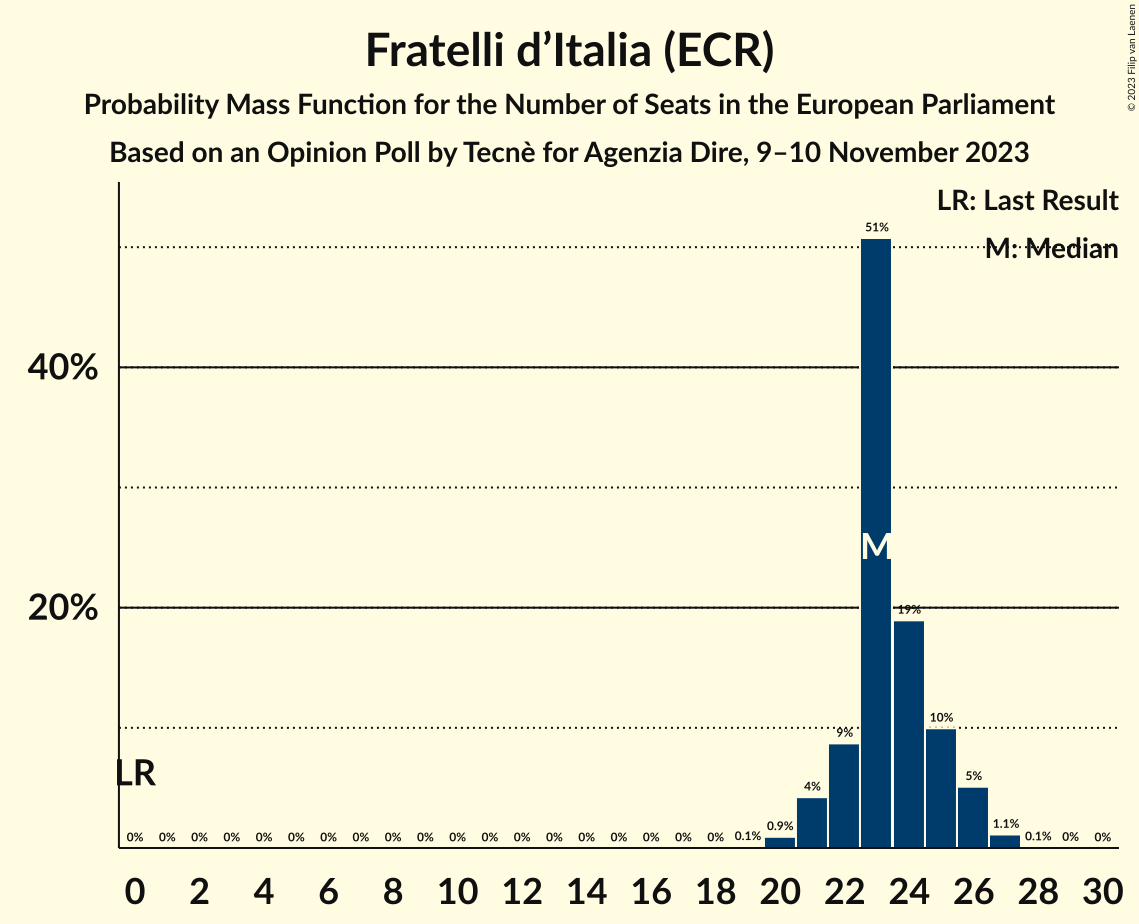 © 2023 Filip van Laenen
Fratelli d’Italia (ECR)
Probability Mass Function for the Number of Seats in the European Parliament
Based on an Opinion Poll by Tecnè for Agenzia Dire, 9–10 November 2023
LR: Last Result
M: Median
51%
40%
M
20%
19%
10%
9%
LR
4%
5%
0% 0% 0% 0% 0% 0% 0% 0% 0% 0% 0% 0% 0% 0% 0% 0% 0% 0% 0% 0.1% 0.9% 1.1% 0.1% 0% 0%
0 2 4 6 8 10 12 14 16 18 20 22 24 26 28 30